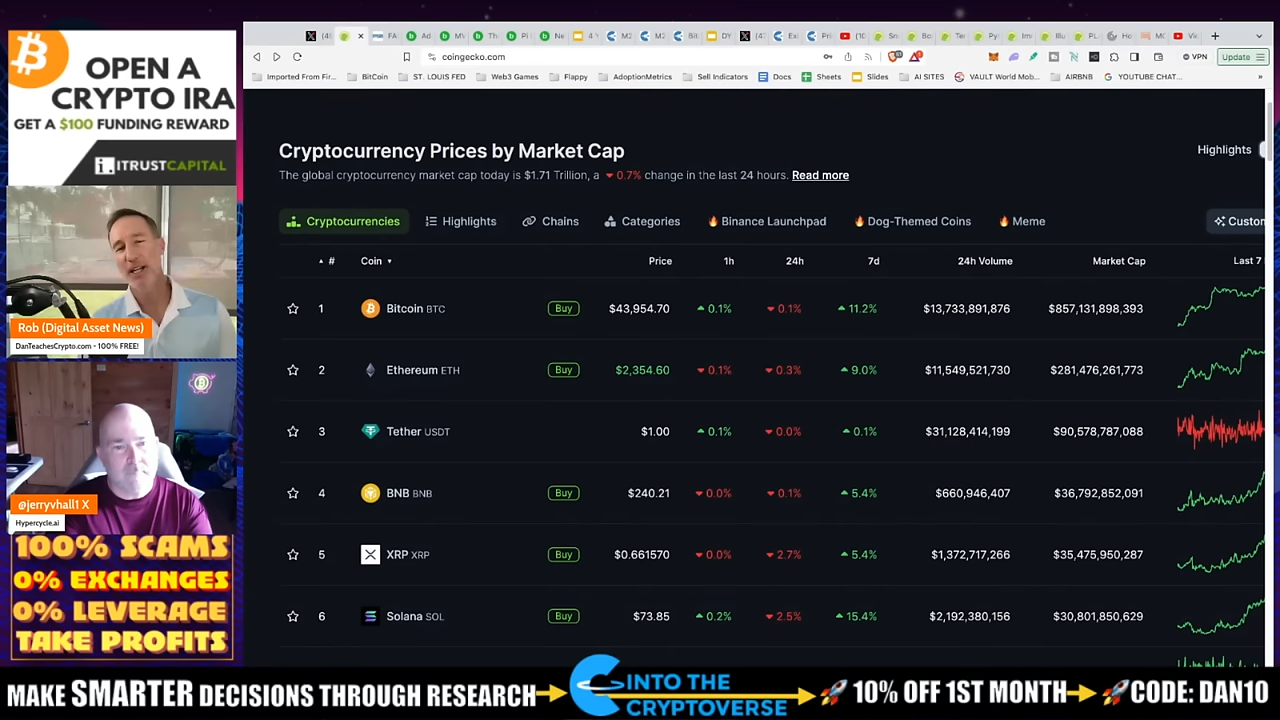 OPEN A
CRYPTO IRA
GET A $100 FUNDING REWARD
i. iTRUSTCAPITAL
Rob (Digital Asset News)
DanTeachesCrypto.com - 100% FREE!
@jerryvhall1 X
Hypercycle.ai
100% SCAMS
0% EXCHANGES
0% LEVERAGE
TAKE PROFITS
coingecko.com
VPN
Update
Imported From Fir...
BitCoin
ST. LOUIS FED
Web3 Games
Flappy
AdoptionMetrics
Sell Indicators
Docs
Sheets
Slides
AI SITES
VAULT World Mob...
AIRBNB
YOUTUBE CHAT...
»
Cryptocurrency Prices by Market Cap
Highlights
The global cryptocurrency market cap today is $1.71 Trillion, a 0.7% change in the last 24 hours. Read more
Cryptocurrencies Highlights Chains Categories Binance Launchpad Dog-Themed Coins Meme Custom
# Coin Price 1h 24h 7d 24h Volume Market Cap Last 7
1 Bitcoin BTC Buy $43,954.70 0.1% 0.1% 11.2% $13,733,891,876 $857,131,898,393
2 Ethereum ETH Buy $2,354.60 0.1% 0.3% 9.0% $11,549,521,730 $281,476,261,773
3 Tether USDT $1.00 0.1% 0.0% 0.1% $31,128,414,199 $90,578,787,088
4 BNB BNB Buy $240.21 0.0% 0.1% 5.4% $660,946,407 $36,792,852,091
5 XRP XRP Buy $0.661570 0.0% 2.7% 5.4% $1,372,717,266 $35,475,950,287
6 Solana SOL Buy $73.85 0.2% 2.5% 15.4% $2,192,380,156 $30,801,850,629
MAKE SMARTER DECISIONS THROUGH RESEARCH
INTO THE
CRYPTOVERSE
10% OFF 1ST MONTH
CODE: DAN10